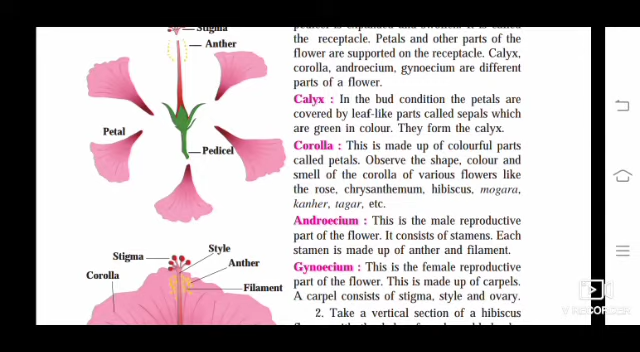 Stigma
Anther
Petal
Pedicel
Stigma
Style
Anther
Corolla
Filament
the receptacle. Petals and other parts of the
flower are supported on the receptacle. Calyx,
corolla, androecium, gynoecium are different
parts of a flower.
Calyx : In the bud condition the petals are
covered by leaf-like parts called sepals which
are green in colour. They form the calyx.
Corolla : This is made up of colourful parts
called petals. Observe the shape, colour and
smell of the corolla of various flowers like
the rose, chrysanthemum, hibiscus, mogara,
kanher, tagar, etc.
Androecium : This is the male reproductive
part of the flower. It consists of stamens. Each
stamen is made up of anther and filament.
Gynoecium : This is the female reproductive
part of the flower. This is made up of carpels.
A carpel consists of stigma, style and ovary.
2. Take a vertical section of a hibiscus
V RECORDER